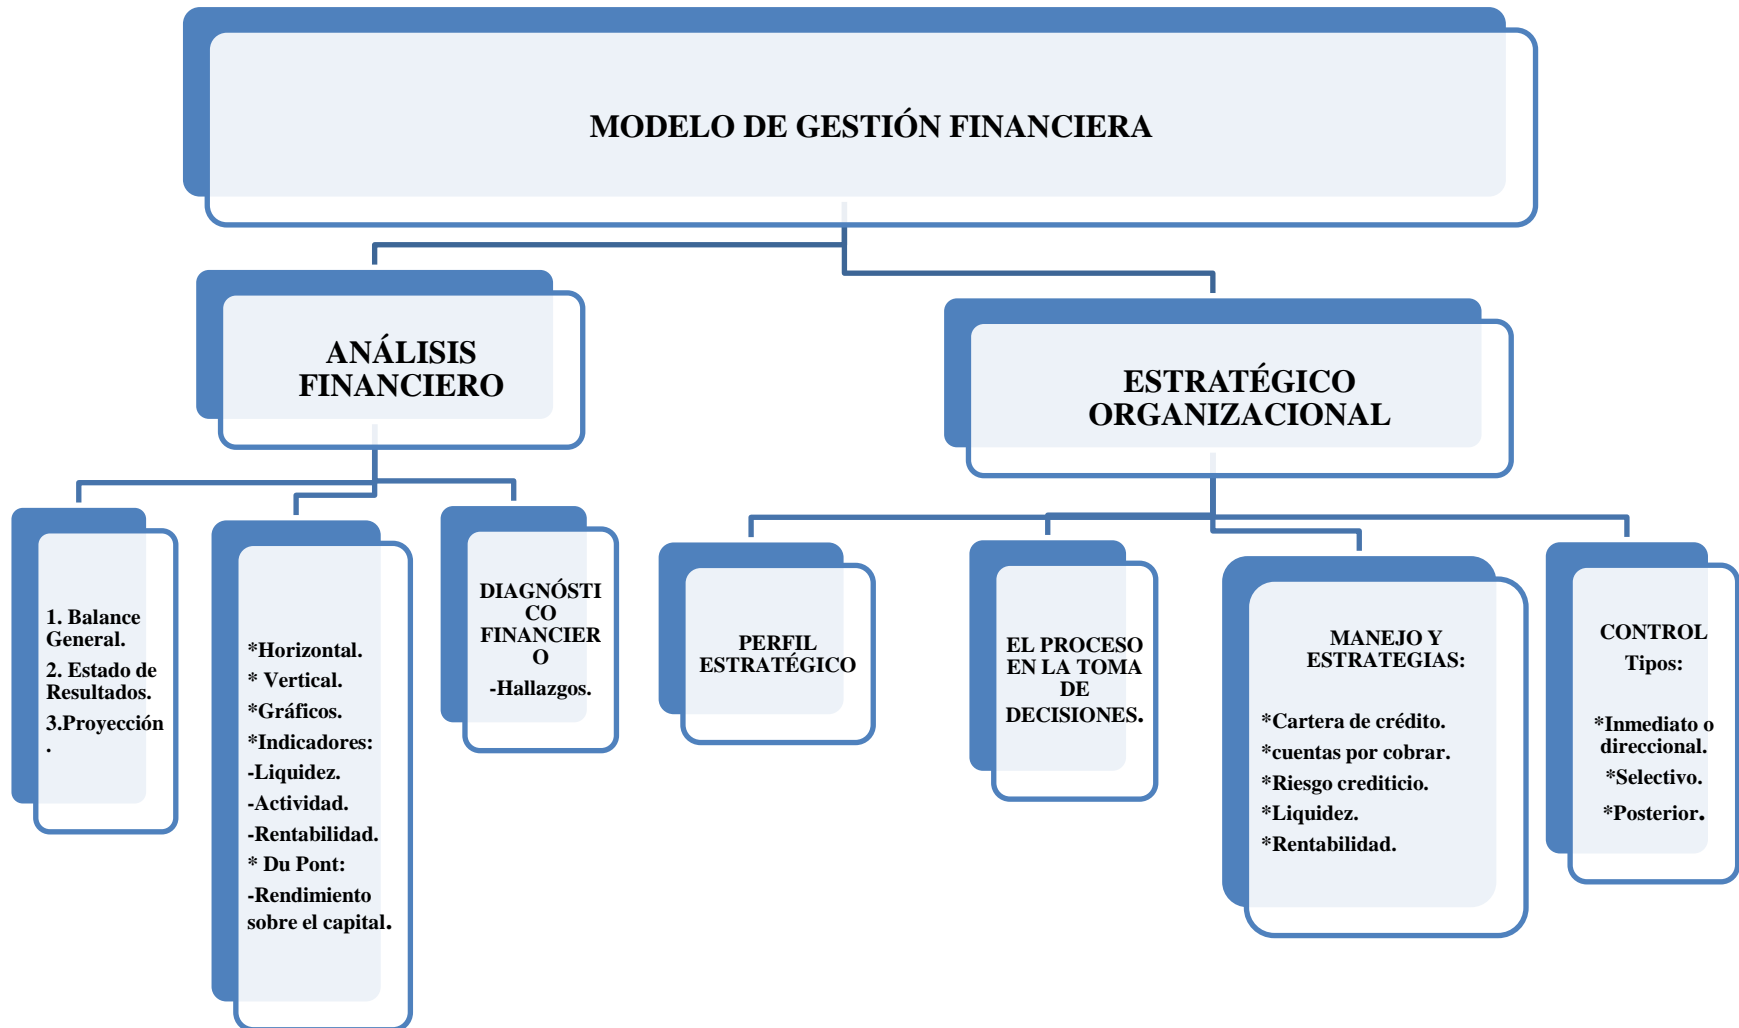 MODELO DE GESTIÓN FINANCIERA
ANÁLISIS
FINANCIERO
ESTRATÉGICO
ORGANIZACIONAL
1. Balance
General.
2. Estado de
Resultados.
3.Proyección
.
*Horizontal.
* Vertical.
*Gráficos.
*Indicadores:
-Liquidez.
-Actividad.
-Rentabilidad.
* Du Pont:
-Rendimiento
sobre el capital.
DIAGNÓSTI
CO
FINANCIER
O
-Hallazgos.
PERFIL
ESTRATÉGICO
EL PROCESO
EN LA TOMA
DE
DECISIONES.
MANEJO Y
ESTRATEGIAS:
*Cartera de crédito.
*cuentas por cobrar.
*Riesgo crediticio.
*Liquidez.
*Rentabilidad.
CONTROL
Tipos:
*Inmediato o
direccional.
*Selectivo.
*Posterior.